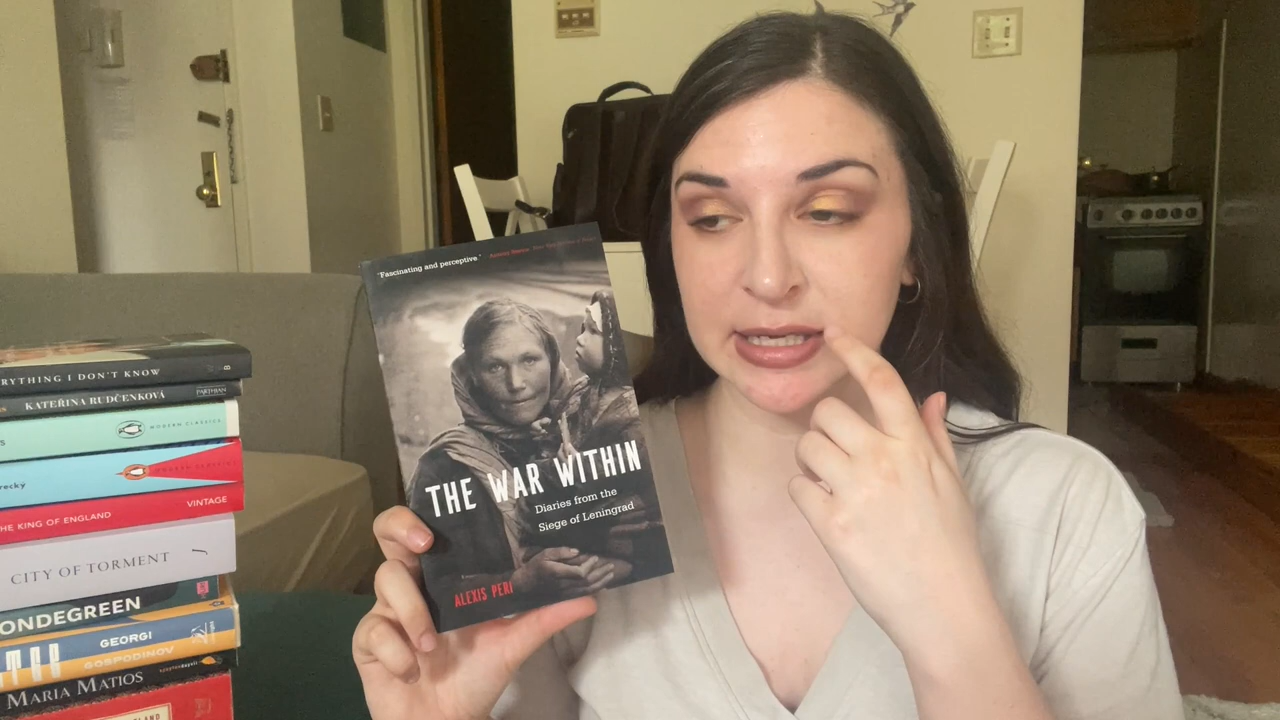 "Fascinating and perceptive."
THE WAR WITHIN
Diaries from the
Siege of Leningrad
ALEXIS PERI
RYTHING I DON'T KNOW
KATEŘINA RUDČENKOVÁ
PARTHIAN
S
MODERN CLASSICS
recky
MODERN CLASSICS
THE KING OF ENGLAND
VINTAGE
CITY OF TORMENT
ONDEGREEN
GEORGI
GOSPODINOV
MARIA MATIOS